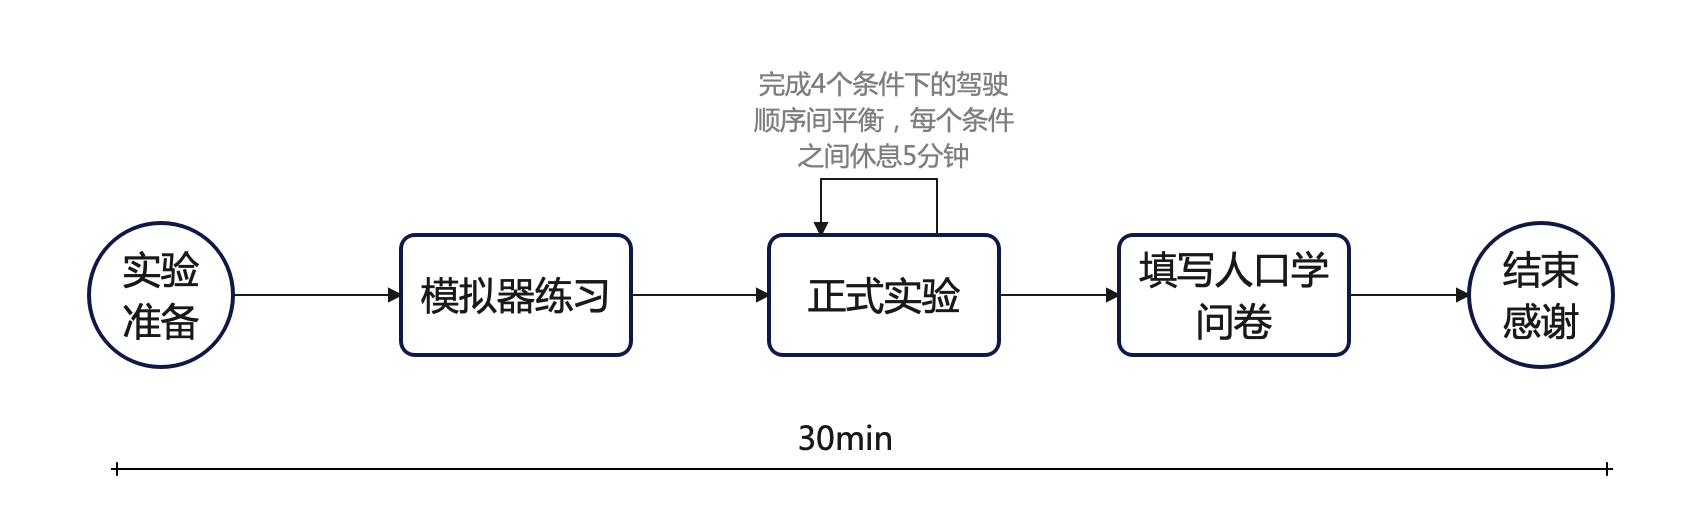 完成4个条件下的驾驶
顺序间平衡，每个条件
之间休息5分钟
实验
准备
模拟器练习
正式实验
填写人口学
问卷
结束
感谢
30min